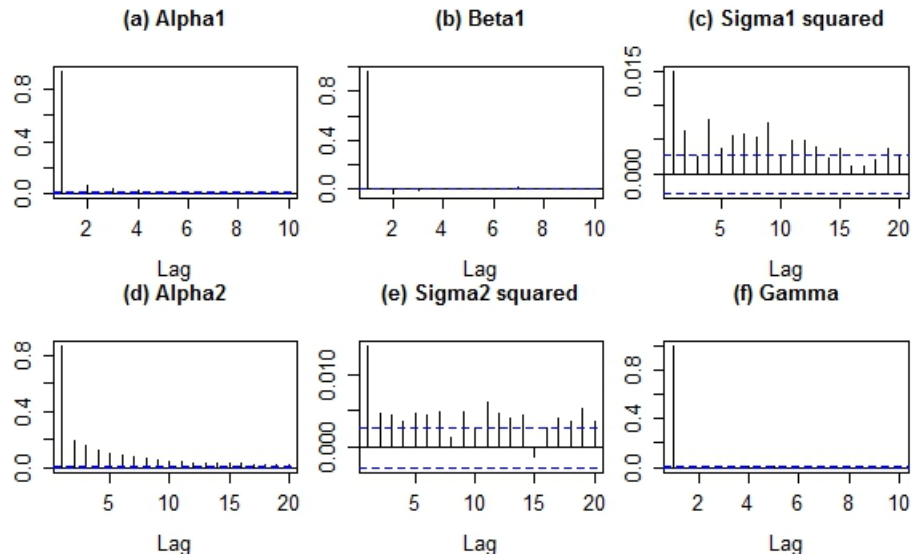 (a) Alpha1
0.0 0.4 0.8
2 4 6 8 10
Lag
(b) Beta1
0.0 0.4 0.8
2 4 6 8 10
Lag
(c) Sigma1 squared
0.000 0.015
5 10 15 20
Lag
(d) Alpha2
0.0 0.4 0.8
5 10 15 20
Lag
(e) Sigma2 squared
0.000 0.010
5 10 15 20
Lag
(f) Gamma
0.0 0.4 0.8
2 4 6 8 10
Lag